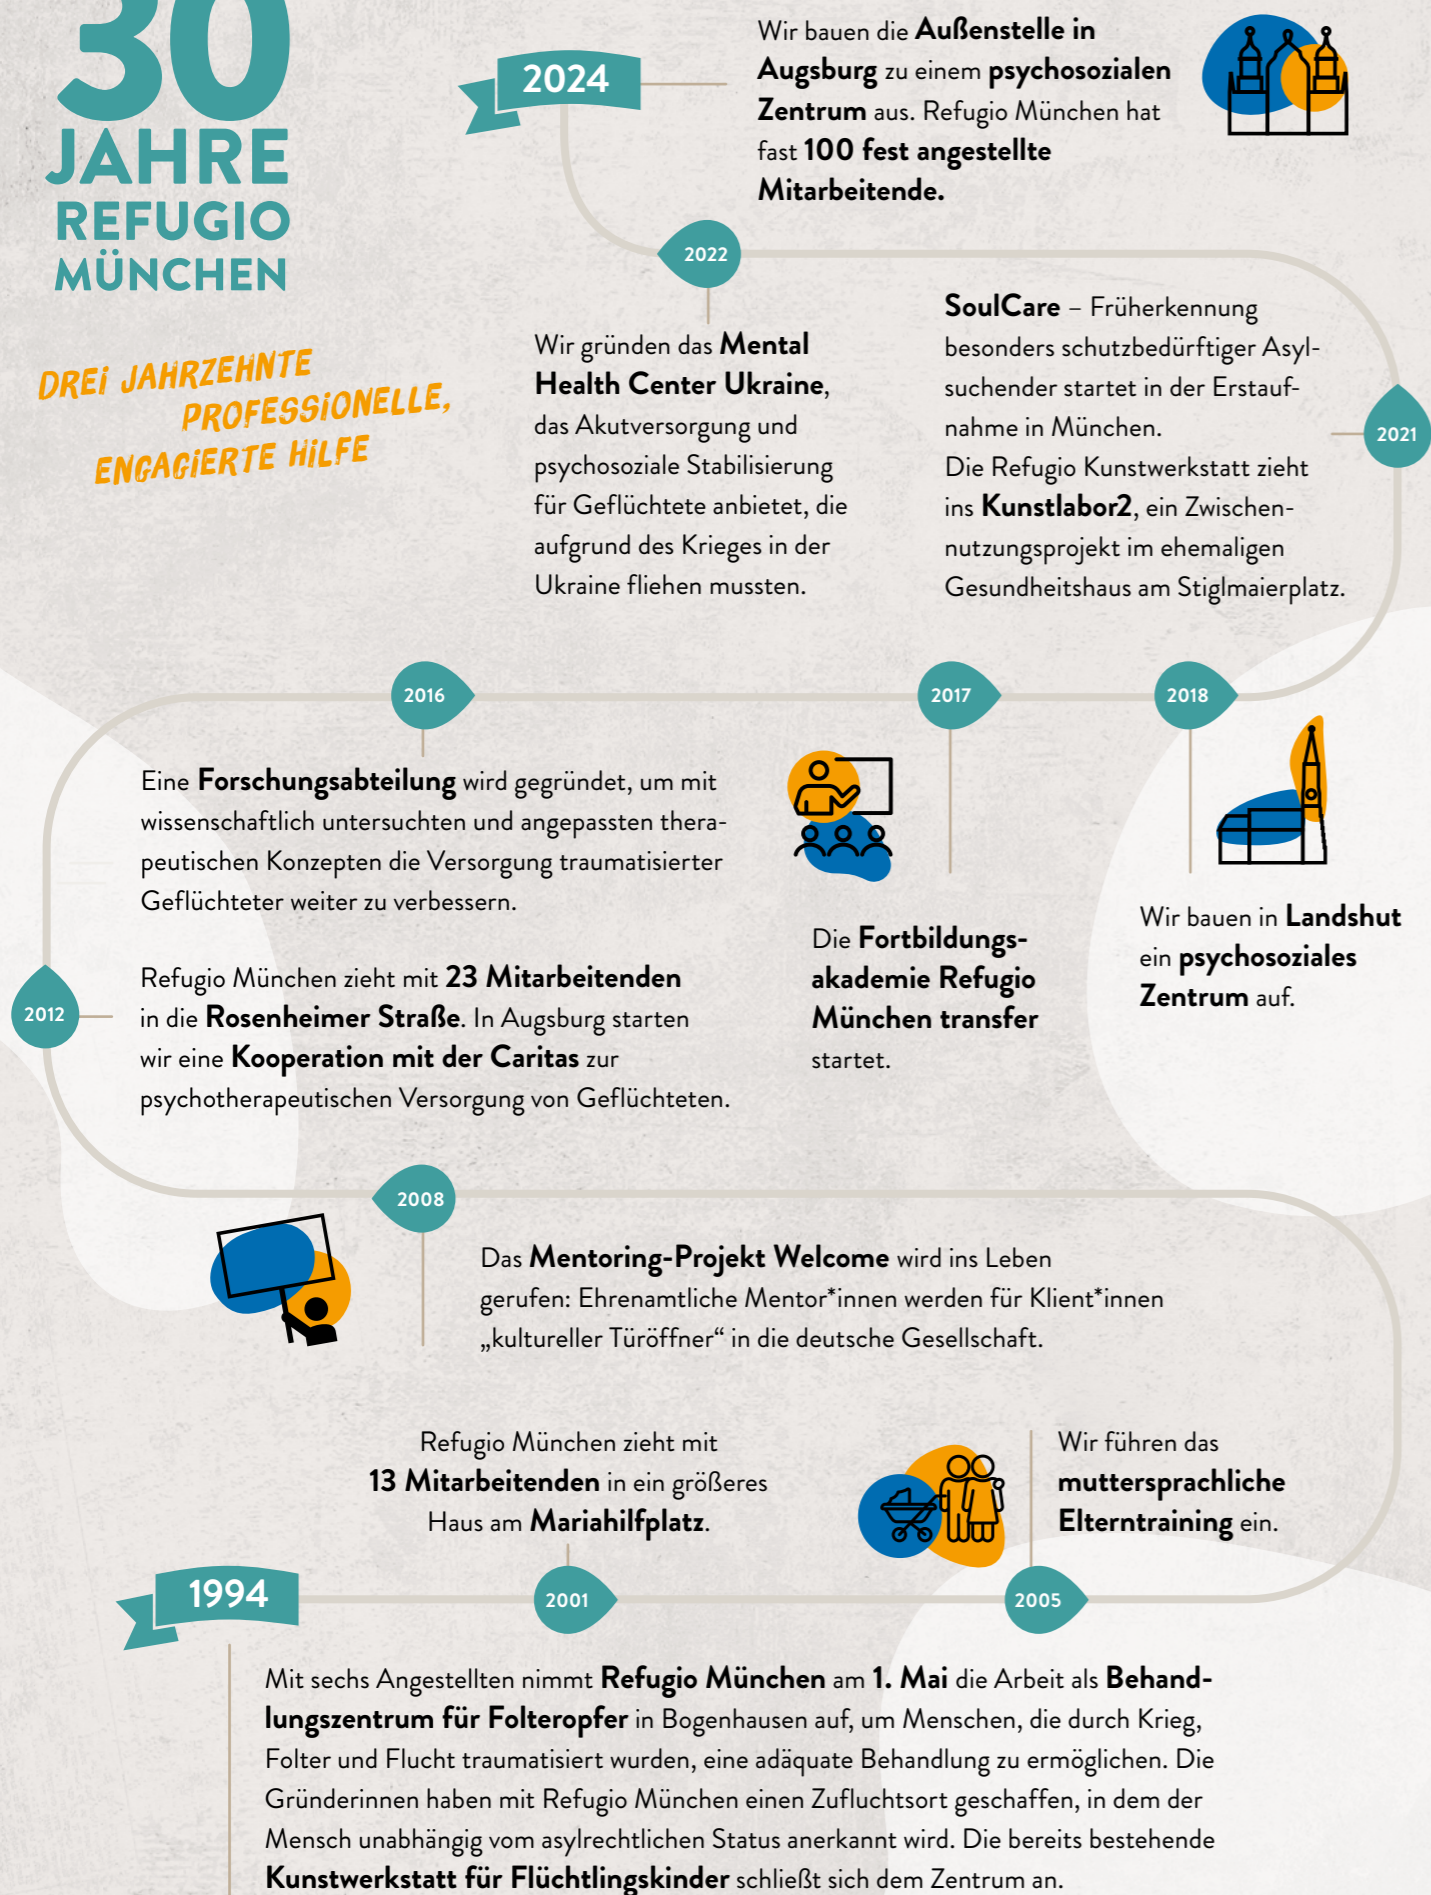 30
JAHRE
REFUGIO
MÜNCHEN
DREI JAHRZEHNTE
PROFESSIONELLE,
ENGAGIERTE HILFE
2024
Wir bauen die Außenstelle in
Augsburg zu einem psychosozialen
Zentrum aus. Refugio München hat
fast 100 fest angestellte
Mitarbeitende.
2022
Wir gründen das Mental
Health Center Ukraine,
das Akutversorgung und
psychosoziale Stabilisierung
für Geflüchtete anbietet, die
aufgrund des Krieges in der
Ukraine fliehen mussten.
SoulCare – Früherkennung
besonders schutzbedürftiger Asyl-
suchender startet in der Erstauf-
nahme in München.
Die Refugio Kunstwerkstatt zieht
ins Kunstlabor2, ein Zwischen-
nutzungsprojekt im ehemaligen
Gesundheitshaus am Stiglmaierplatz.
2021
2016
Eine Forschungsabteilung wird gegründet, um mit
wissenschaftlich untersuchten und angepassten thera-
peutischen Konzepten die Versorgung traumatisierter
Geflüchteter weiter zu verbessern.
2017
Die Fortbildungs-
akademie Refugio
München transfer
startet.
2018
Wir bauen in Landshut
ein psychosoziales
Zentrum auf.
2012
Refugio München zieht mit 23 Mitarbeitenden
in die Rosenheimer Straße. In Augsburg starten
wir eine Kooperation mit der Caritas zur
psychotherapeutischen Versorgung von Geflüchteten.
2008
Das Mentoring-Projekt Welcome wird ins Leben
gerufen: Ehrenamtliche Mentor*innen werden für Klient*innen
„kultureller Türöffner“ in die deutsche Gesellschaft.
Refugio München zieht mit
13 Mitarbeitenden in ein größeres
Haus am Mariahilfplatz.
2001
Wir führen das
muttersprachliche
Elterntraining ein.
2005
1994
Mit sechs Angestellten nimmt Refugio München am 1. Mai die Arbeit als Behand-
lungszentrum für Folteropfer in Bogenhausen auf, um Menschen, die durch Krieg,
Folter und Flucht traumatisiert wurden, eine adäquate Behandlung zu ermöglichen. Die
Gründerinnen haben mit Refugio München einen Zufluchtsort geschaffen, in dem der
Mensch unabhängig vom asylrechtlichen Status anerkannt wird. Die bereits bestehende
Kunstwerkstatt für Flüchtlingskinder schließt sich dem Zentrum an.